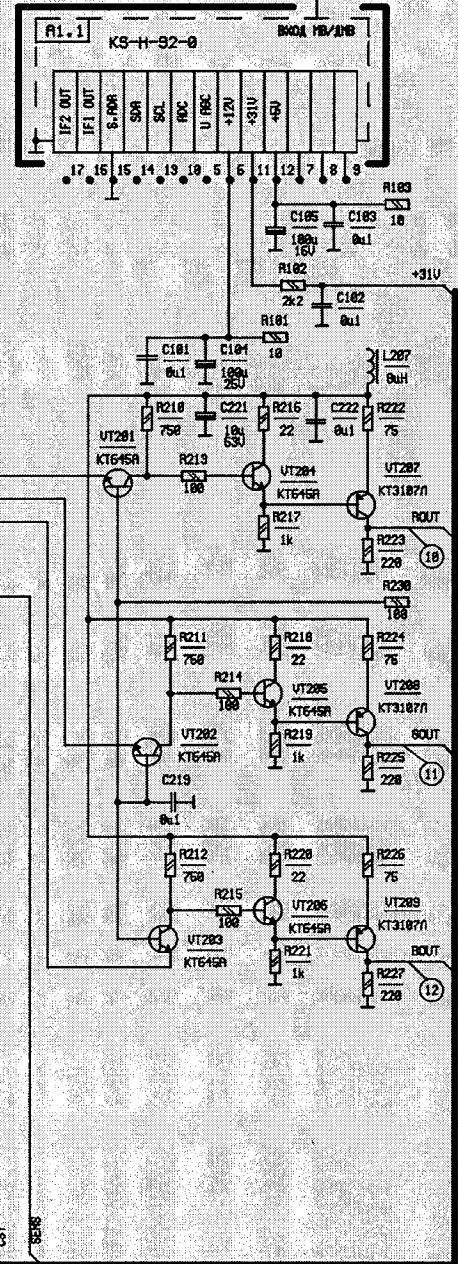 A1.1
KS-H-92-0
ВХОД МВ/ДМВ
IF2 OUT
IF1 OUT
S.ADR
SDA
SCL
ADC
U AGC
+12V
+31V
+5V
17 16 15 14 13 10 5 6 11 12 7 8 9
R103
10
C105
100u
16V
C103
0u1
R102
2k2
+31V
C102
0u1
R101
10
C101
0u1
C104
100u
25V
L207
8uH
R210
750
C221
10u
63V
R216
22
C222
0u1
R222
75
VT201
KT645A
R213
100
VT204
KT645A
VT207
KT3107Л
R217
1k
ROUT
R223
220
10
R230
100
R211
750
R218
22
R224
75
R214
100
VT205
KT645A
VT208
KT3107Л
VT202
KT645A
R219
1k
GOUT
R225
220
11
C219
0u1
R212
750
R220
22
R226
75
R215
100
VT206
KT645A
VT209
KT3107Л
VT203
KT645A
R221
1k
BOUT
R227
220
12
SENS